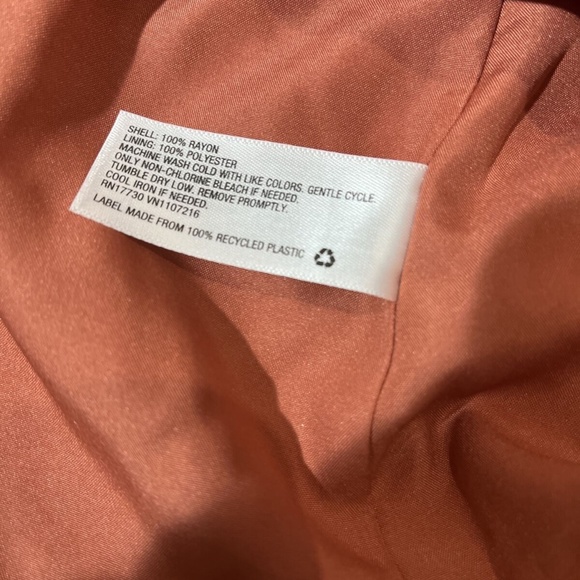 SHELL: 100% RAYON
LINING: 100% POLYESTER
MACHINE WASH COLD WITH LIKE COLORS. GENTLE CYCLE.
ONLY NON-CHLORINE BLEACH IF NEEDED.
TUMBLE DRY LOW. REMOVE PROMPTLY.
COOL IRON IF NEEDED.
RN17730 VN1107216
LABEL MADE FROM 100% RECYCLED PLASTIC